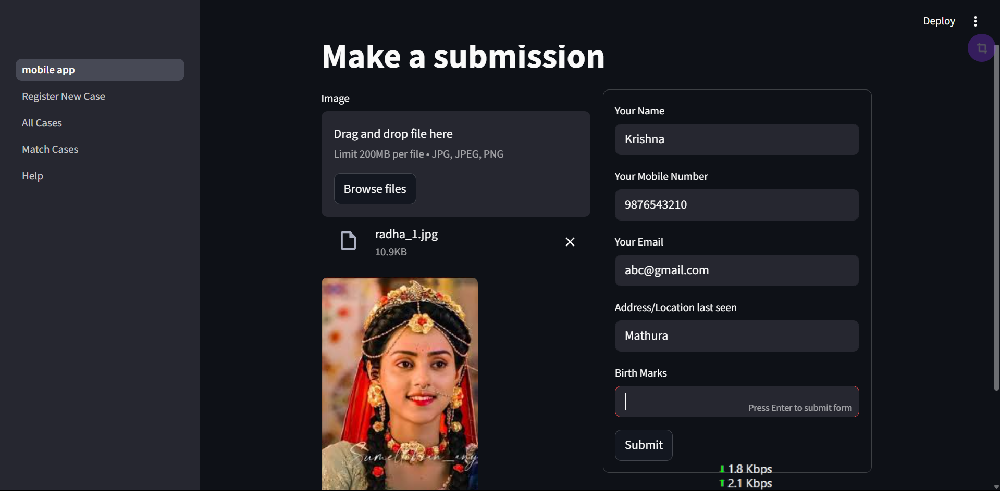 Deploy
mobile app
Register New Case
All Cases
Match Cases
Help
Make a submission
Image
Drag and drop file here
Limit 200MB per file • JPG, JPEG, PNG
Browse files
radha_1.jpg
10.9KB
Your Name
Krishna
Your Mobile Number
9876543210
Your Email
abc@gmail.com
Address/Location last seen
Mathura
Birth Marks
Press Enter to submit form
Submit
1.8 Kbps
2.1 Kbps